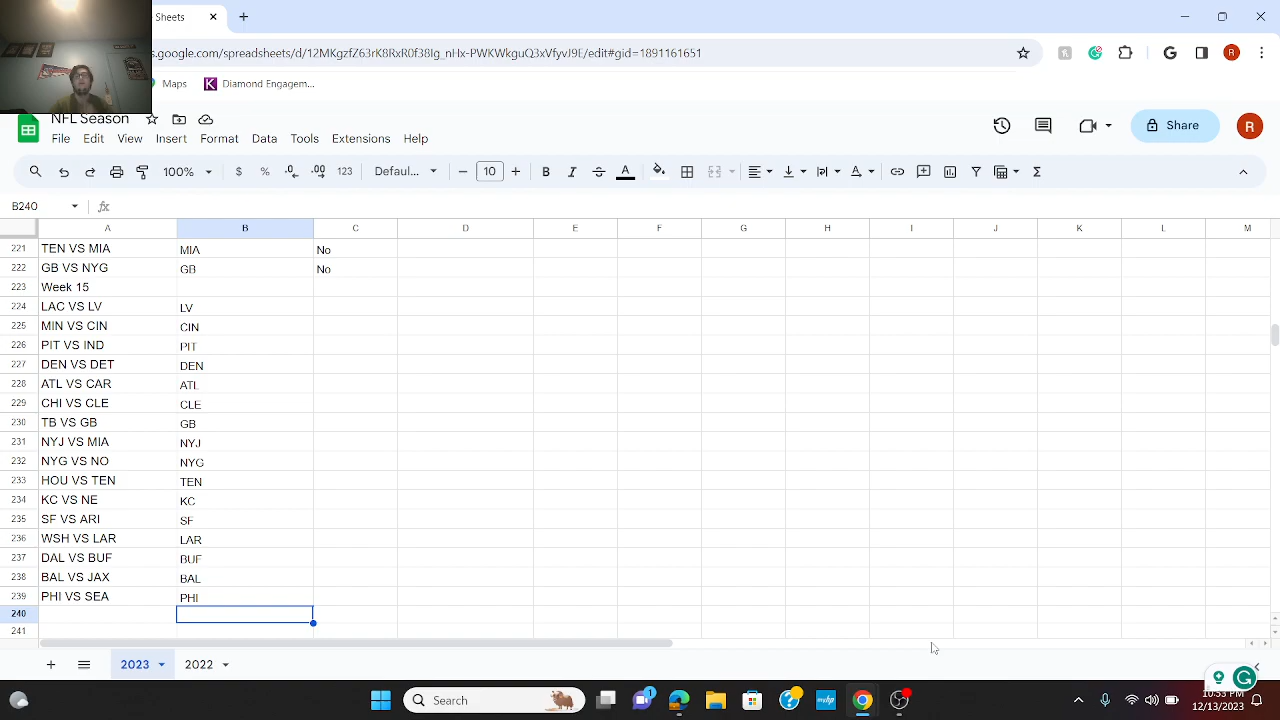 Sheets
s.google.com/spreadsheets/d/12MKgzfZ63rK8RxR0f38Ig_nHx-PWKWkguQ3xVfyvJ9E/edit#gid=1891161651
Maps
K Diamond Engagem...
NFL Season
File Edit View Insert Format Data Tools Extensions Help
Share
R
100% $ % .0 .00 123 Defaul... 10 B I S A
B240 fx
A B C D E F G H I J K L M
221 TEN VS MIA MIA No
222 GB VS NYG GB No
223 Week 15
224 LAC VS LV LV
225 MIN VS CIN CIN
226 PIT VS IND PIT
227 DEN VS DET DEN
228 ATL VS CAR ATL
229 CHI VS CLE CLE
230 TB VS GB GB
231 NYJ VS MIA NYJ
232 NYG VS NO NYG
233 HOU VS TEN TEN
234 KC VS NE KC
235 SF VS ARI SF
236 WSH VS LAR LAR
237 DAL VS BUF BUF
238 BAL VS JAX BAL
239 PHI VS SEA PHI
240
241
2023 2022
Search
10:53 PM
12/13/2023